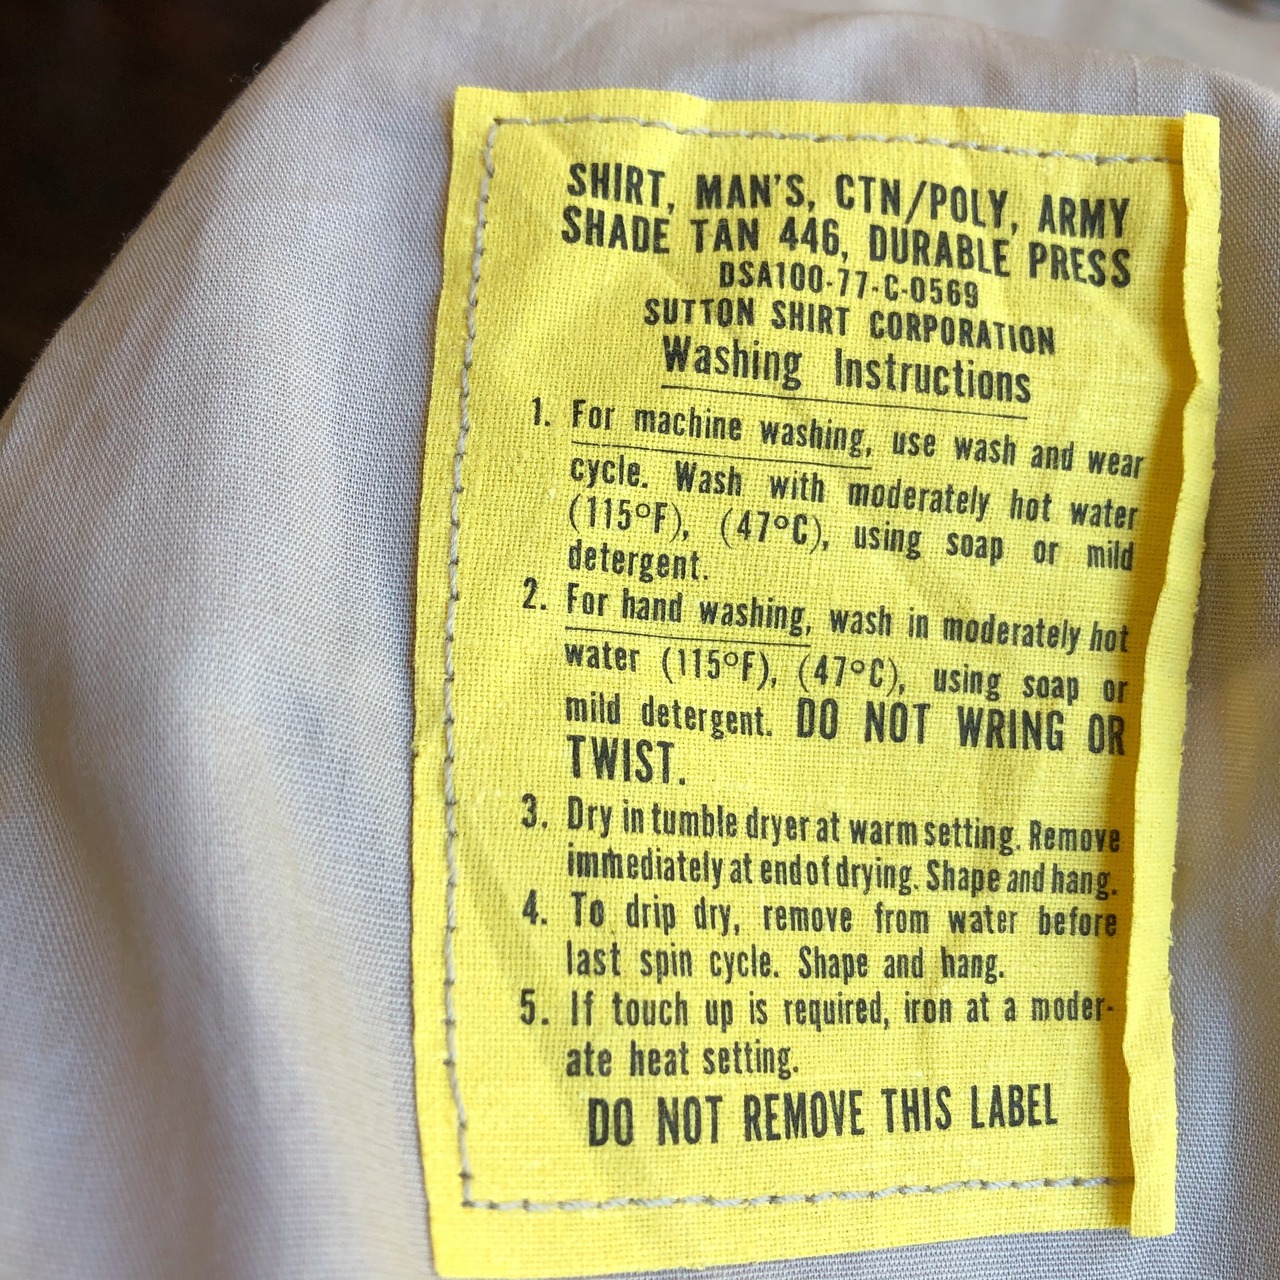 SHIRT, MAN'S, CTN/POLY, ARMY
SHADE TAN 446, DURABLE PRESS
DSA100-77-C-0569
SUTTON SHIRT CORPORATION
Washing Instructions
1. For machine washing, use wash and wear
cycle. Wash with moderately hot water
(115°F), (47°C), using soap or mild
detergent.
2. For hand washing, wash in moderately hot
water (115°F), (47°C), using soap or
mild detergent. DO NOT WRING OR
TWIST.
3. Dry in tumble dryer at warm setting. Remove
immediately at end of drying. Shape and hang.
4. To drip dry, remove from water before
last spin cycle. Shape and hang.
5. If touch up is required, iron at a moder-
ate heat setting.
DO NOT REMOVE THIS LABEL